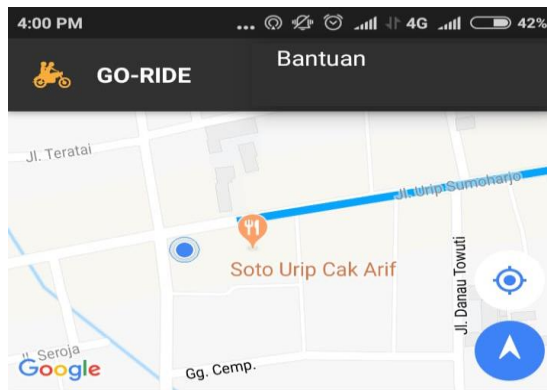 4:00 PM ... 4G 42%
GO-RIDE
Bantuan
Jl. Teratai
Jl. Urip Sumoharjo
Soto Urip Cak Arif
Jl. Danau Towuti
Jl. Seroja
Google
Gg. Cemp.